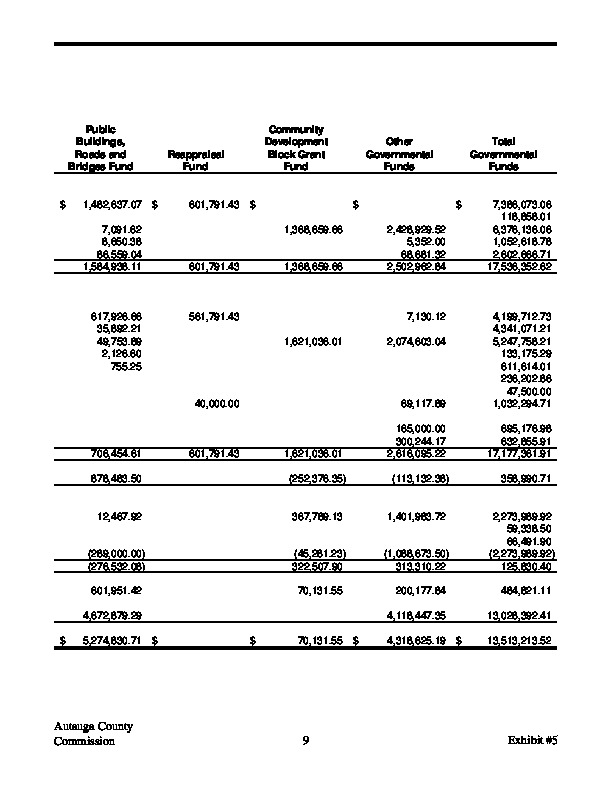 Public Community
Buildings, Development Other Total
Roads and Reappraisal Block Grant Governmental Governmental
Bridges Fund Fund Fund Funds Funds
$ 1,482,637.07 $ 601,791.43 $ $ $ 7,386,073.06
118,858.01
7,091.62 1,368,659.66 2,428,929.52 6,376,136.06
8,650.38 5,352.00 1,052,618.78
86,559.04 68,681.32 2,602,666.71
1,584,938.11 601,791.43 1,368,659.66 2,502,962.84 17,536,352.62
617,926.66 561,791.43 7,130.12 4,199,712.73
35,892.21 4,341,071.21
49,753.89 1,621,036.01 2,074,603.04 5,247,758.21
2,126.60 133,175.29
755.25 611,614.01
236,202.86
47,500.00
40,000.00 69,117.89 1,032,294.71
165,000.00 695,176.98
300,244.17 632,855.91
706,454.61 601,791.43 1,621,036.01 2,616,095.22 17,177,361.91
878,483.50 (252,376.35) (113,132.38) 358,990.71
12,467.92 367,789.13 1,401,983.72 2,273,989.92
59,338.50
66,491.90
(289,000.00) (45,281.23) (1,088,673.50) (2,273,989.92)
(276,532.08) 322,507.90 313,310.22 125,830.40
601,951.42 70,131.55 200,177.84 484,821.11
4,672,879.29 4,118,447.35 13,028,392.41
$ 5,274,830.71 $ $ 70,131.55 $ 4,318,625.19 $ 13,513,213.52
Autauga County
Commission 9 Exhibit #5